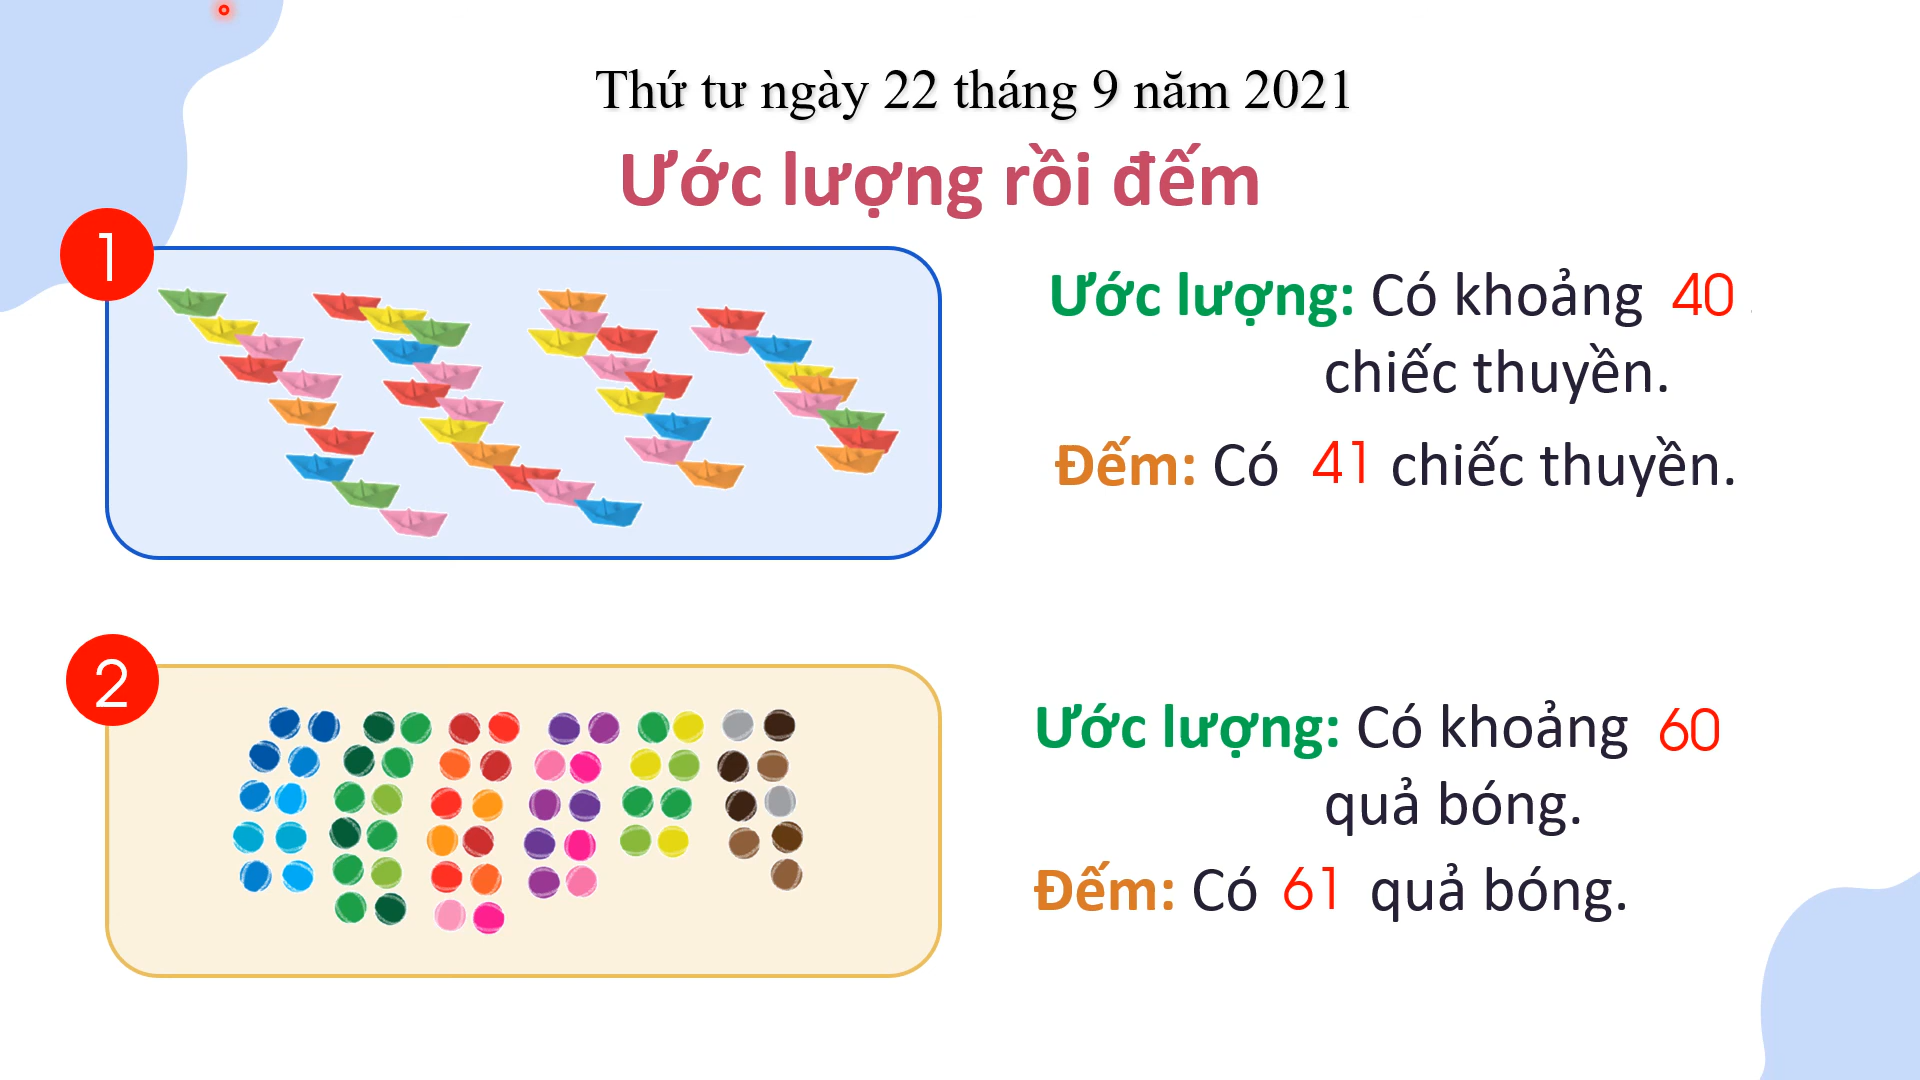 Thứ tư ngày 22 tháng 9 năm 2021
Ước lượng rồi đếm
1
Ước lượng: Có khoảng 40
chiếc thuyền.
Đếm: Có 41 chiếc thuyền.
2
Ước lượng: Có khoảng 60
quả bóng.
Đếm: Có 61 quả bóng.